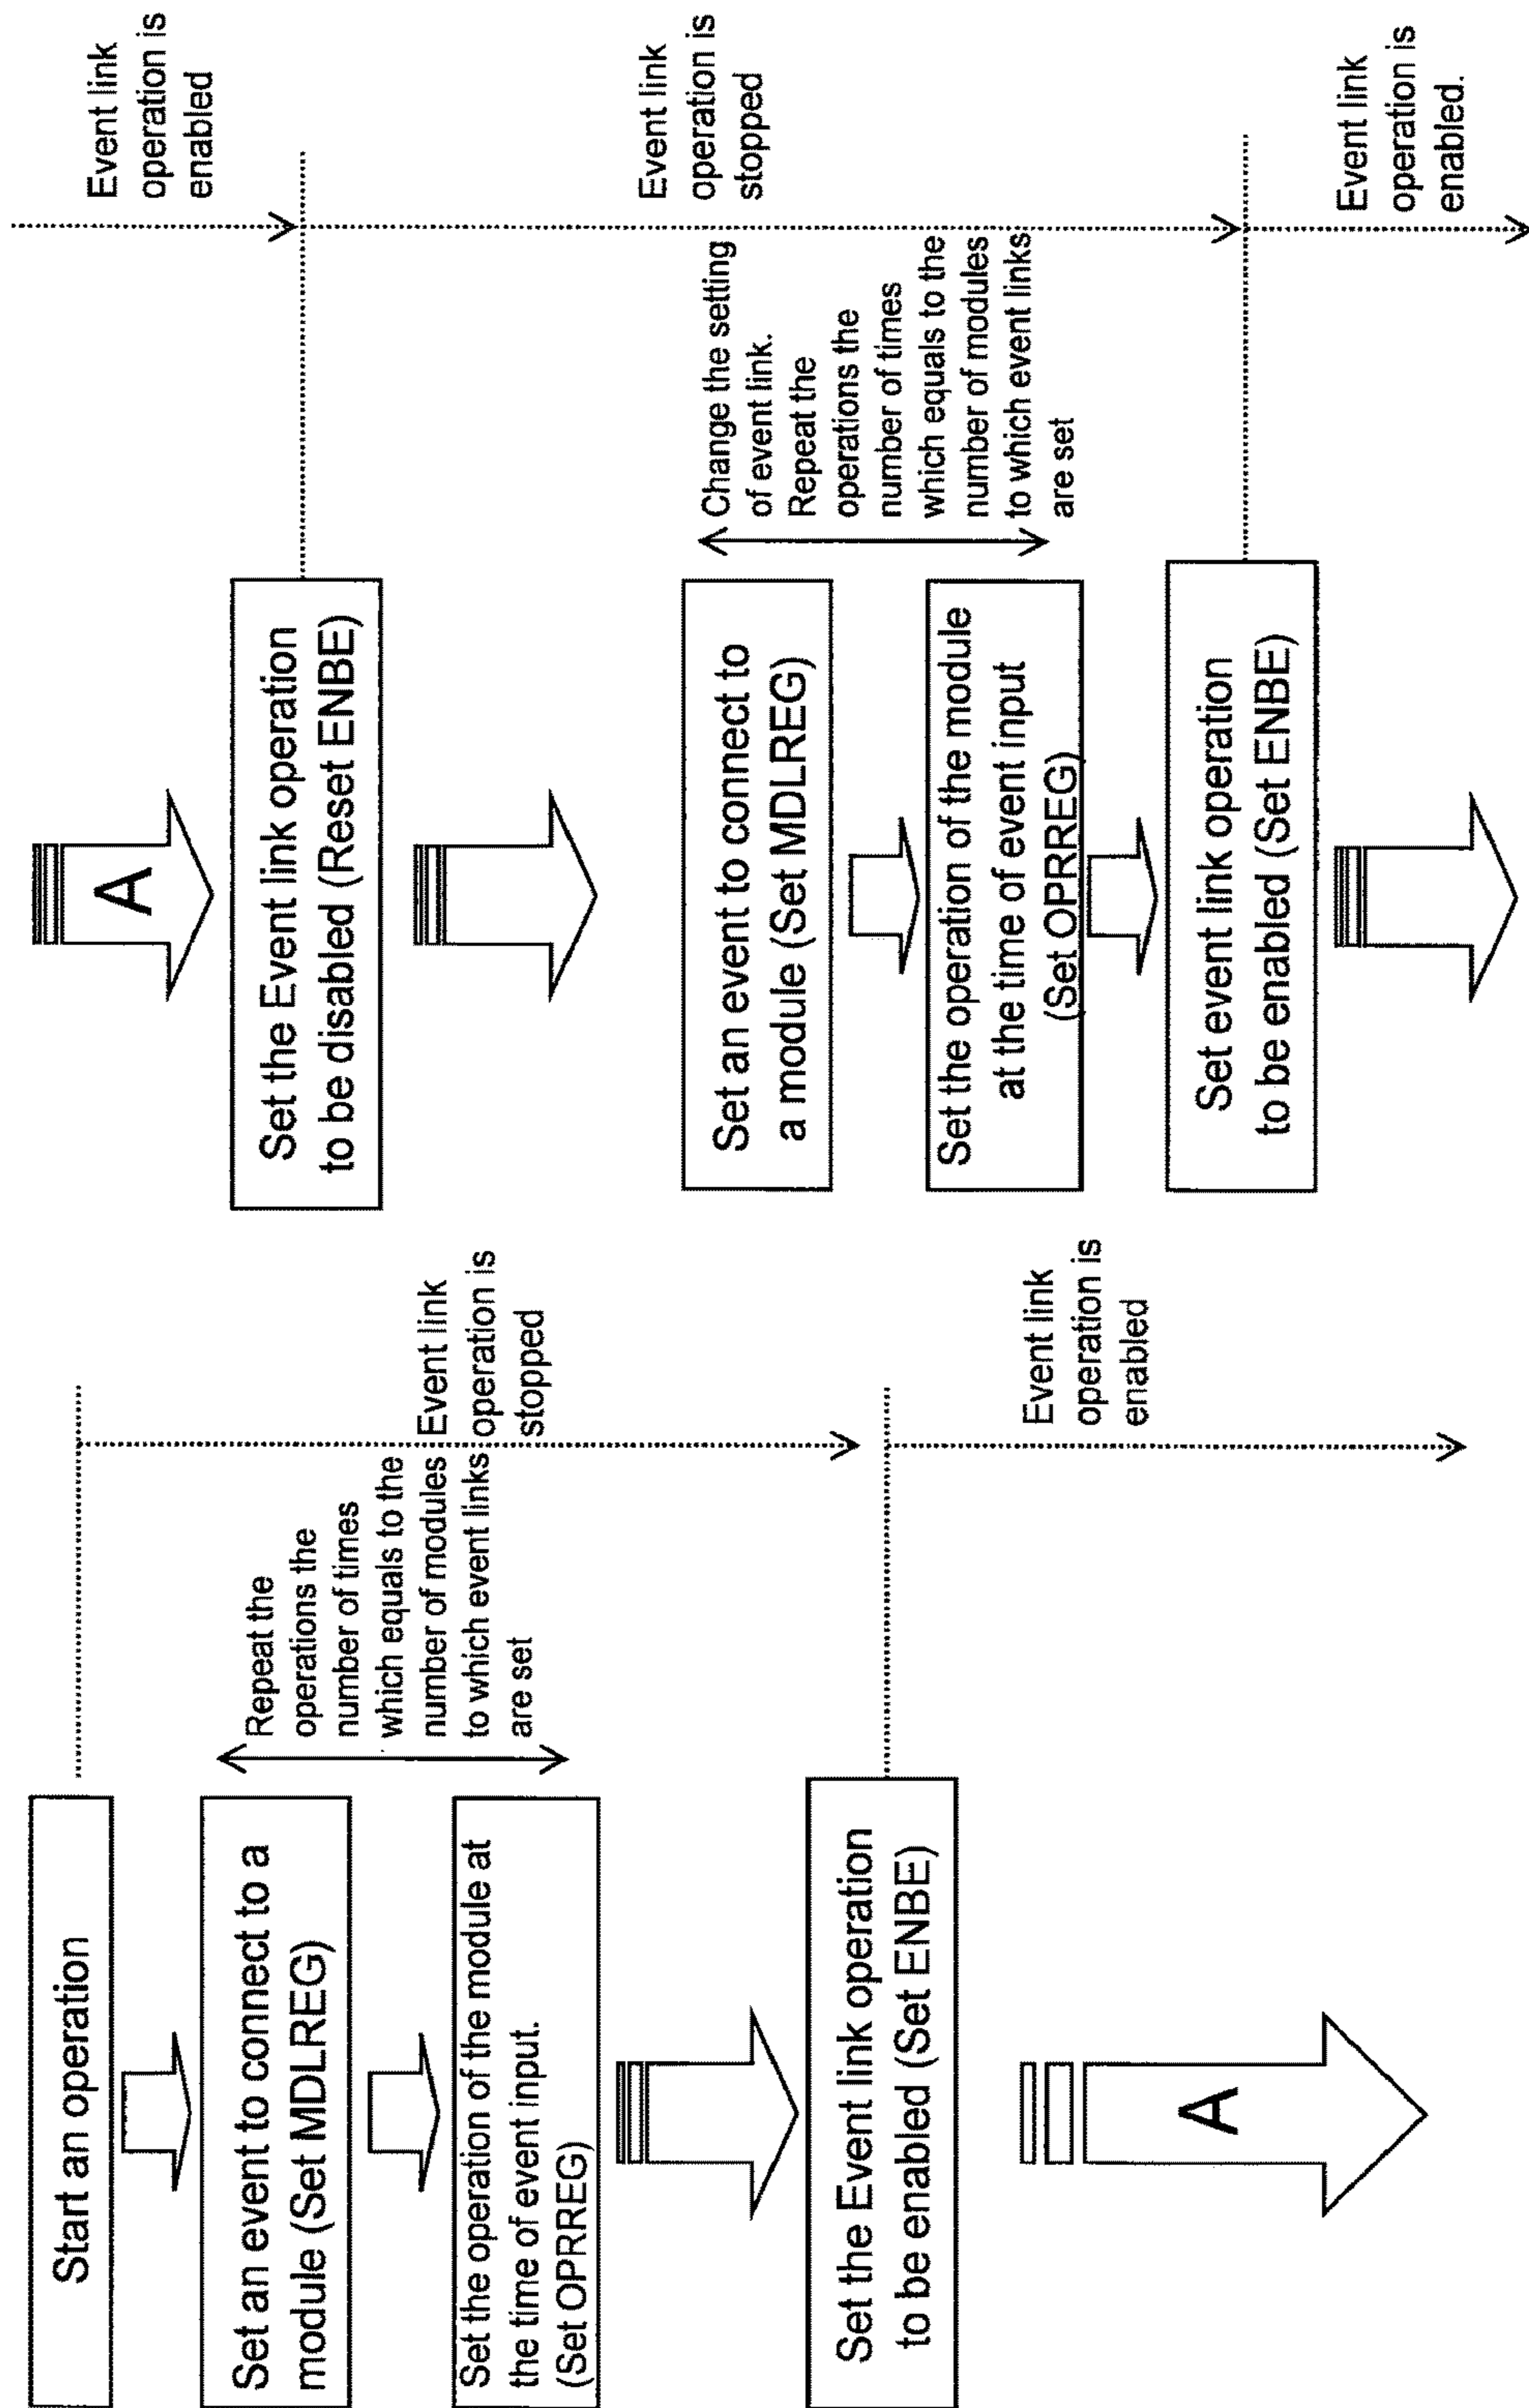 Start an operation
Set an event to connect to a
module (Set MDLREG)
Set the operation of the module at
the time of event input.
(Set OPRREG)
Repeat the
operations the
number of times
which equals to the
number of modules
to which event links
are set
Event link
operation is
stopped
Set the Event link operation
to be enabled (Set ENBE)
Event link
operation is
enabled
A
A
Event link
operation is
enabled
Set the Event link operation
to be disabled (Reset ENBE)
Event link
operation is
stopped
Set an event to connect to
a module (Set MDLREG)
Set the operation of the module
at the time of event input
(Set OPRREG)
Change the setting
of event link.
Repeat the
operations the
number of times
which equals to the
number of modules
to which event links
are set
Set event link operation
to be enabled (Set ENBE)
Event link
operation is
enabled.